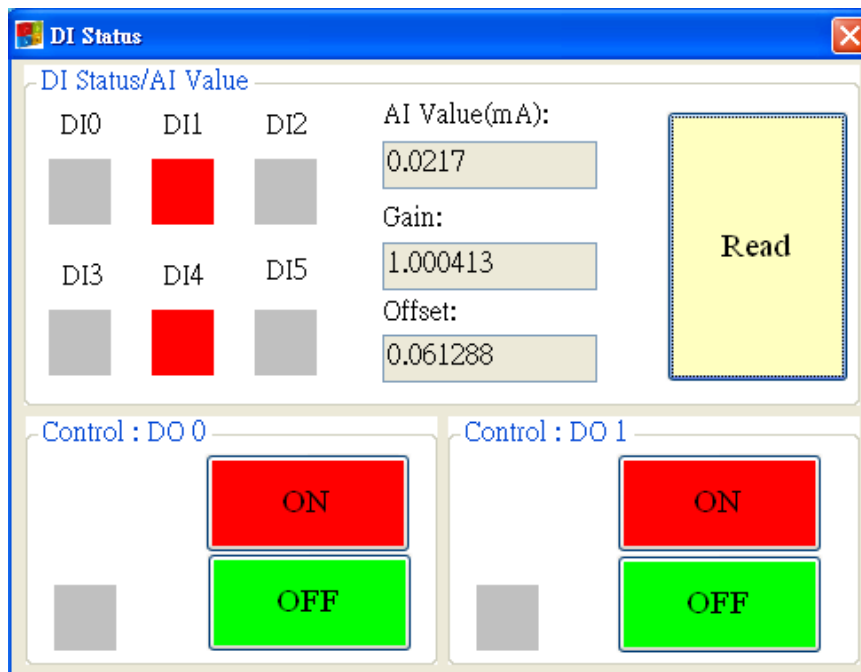 DI Status
DI Status/AI Value
DI0 DI1 DI2
DI3 DI4 DI5
AI Value(mA):
0.0217
Gain:
1.000413
Offset:
0.061288
Read
Control : DO 0
ON
OFF
Control : DO 1
ON
OFF